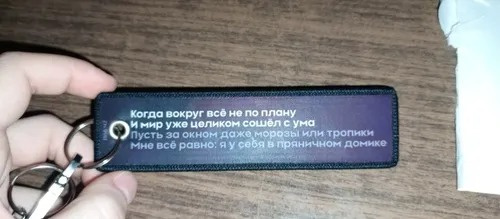 Когда вокруг всё не по плану
И мир уже целиком сошёл с ума
Пусть за окном даже морозы или тропики
Мне всё равно: я у себя в пряничном домике